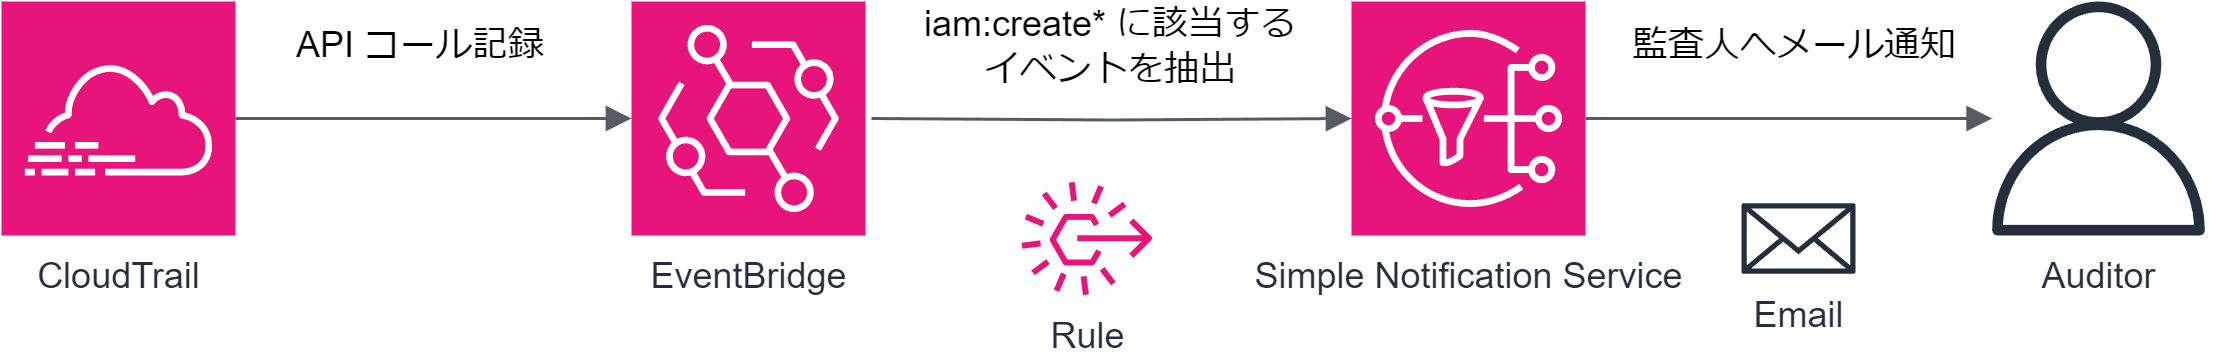 API コール記録
iam:create* に該当する
イベントを抽出
監査人へメール通知
CloudTrail
EventBridge
Rule
Simple Notification Service
Email
Auditor